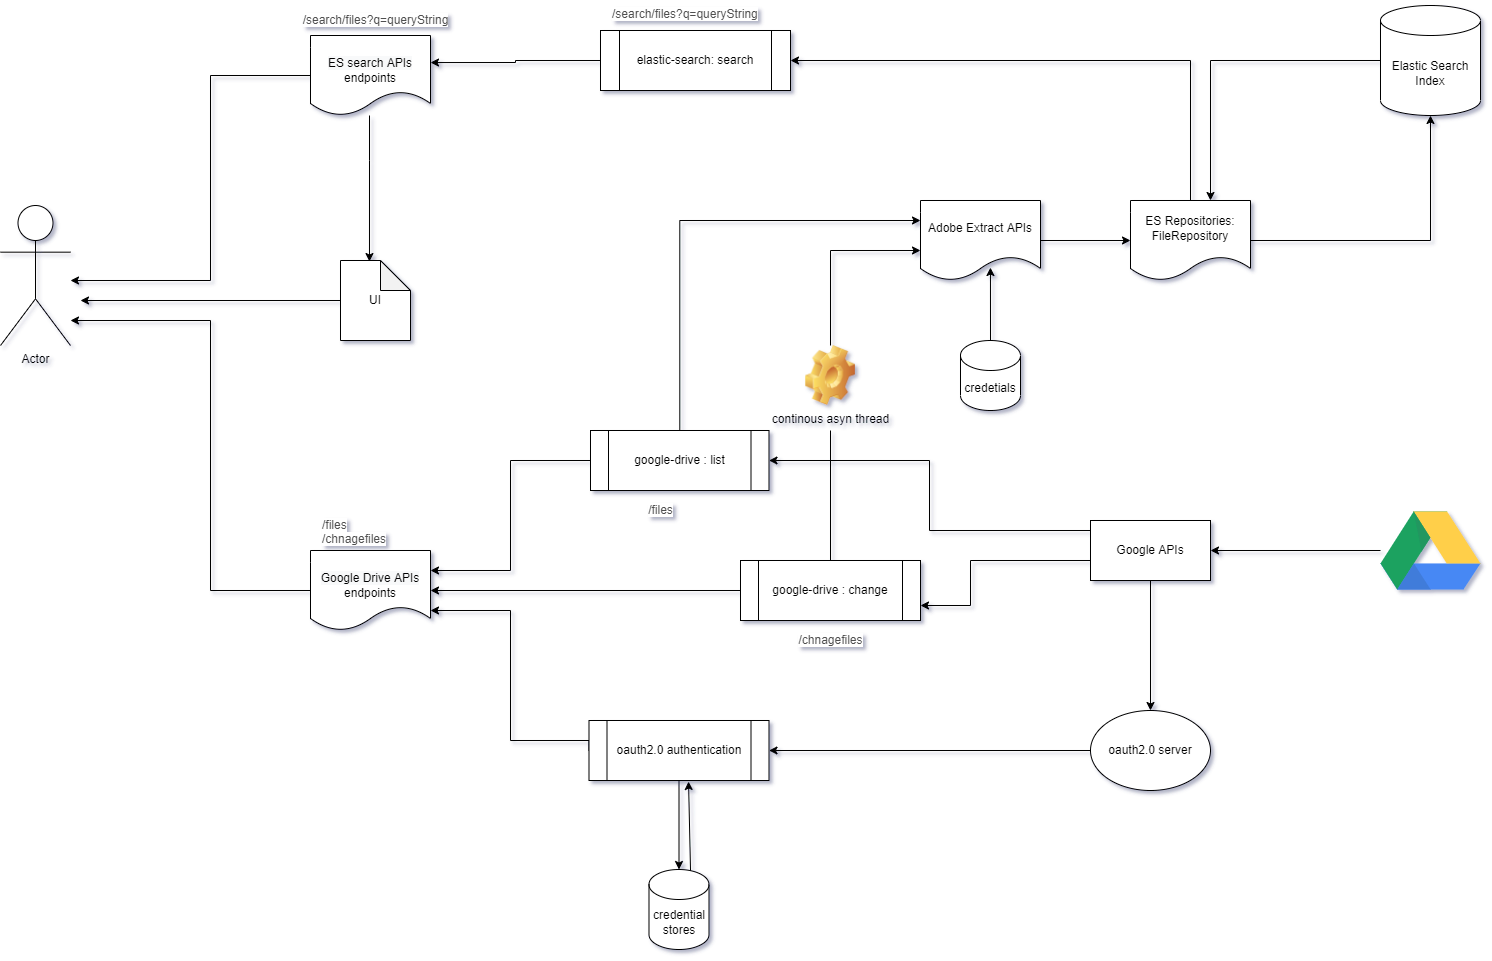 /search/files?q=queryString
/search/files?q=queryString
ES search APIs
endpoints
elastic-search: search
Elastic Search
Index
Adobe Extract APIs
ES Repositories:
FileRepository
UI
Actor
credetials
continous asyn thread
google-drive : list
/files
/files
/chnagefiles
Google Drive APIs
endpoints
google-drive : change
/chnagefiles
Google APIs
oauth2.0 authentication
oauth2.0 server
credential
stores